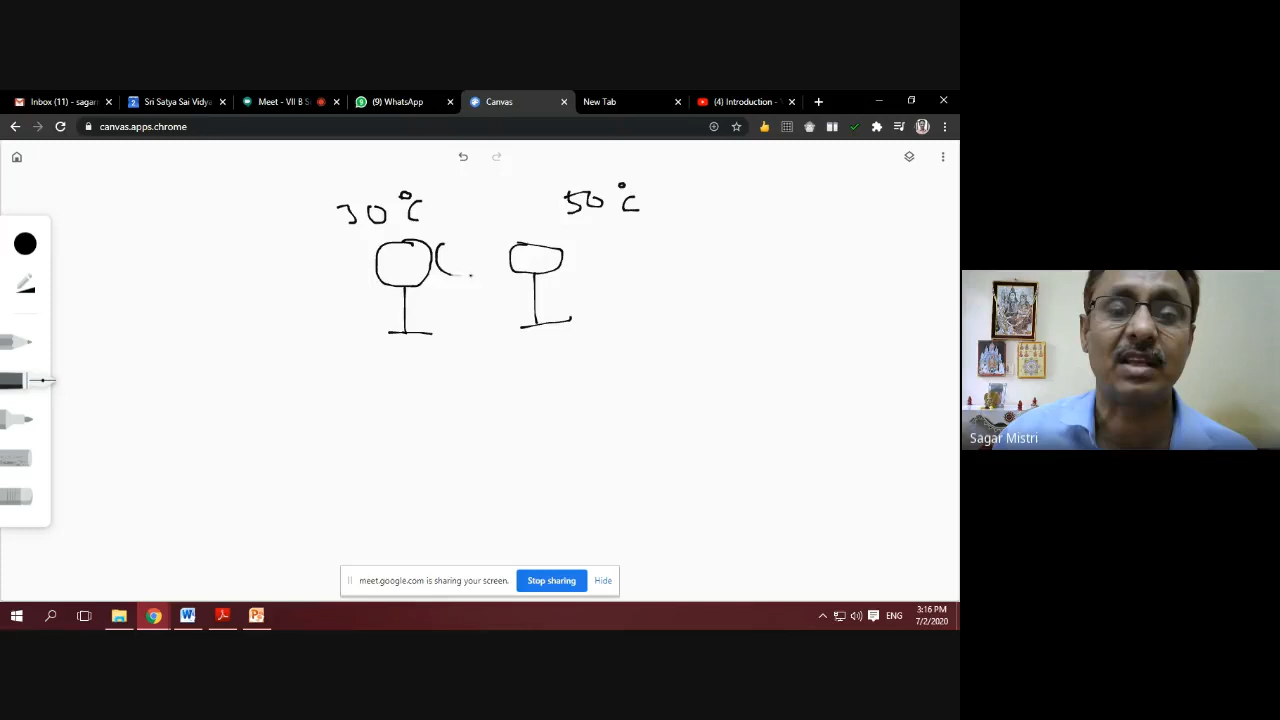 Inbox (11) - sagarm
Sri Satya Sai Vidya
Meet - VII B S
(9) WhatsApp
Canvas
New Tab
(4) Introduction -
canvas.apps.chrome
30°C
50°C
Sagar Mistri
meet.google.com is sharing your screen.
Stop sharing
Hide
ENG
3:16 PM
7/2/2020